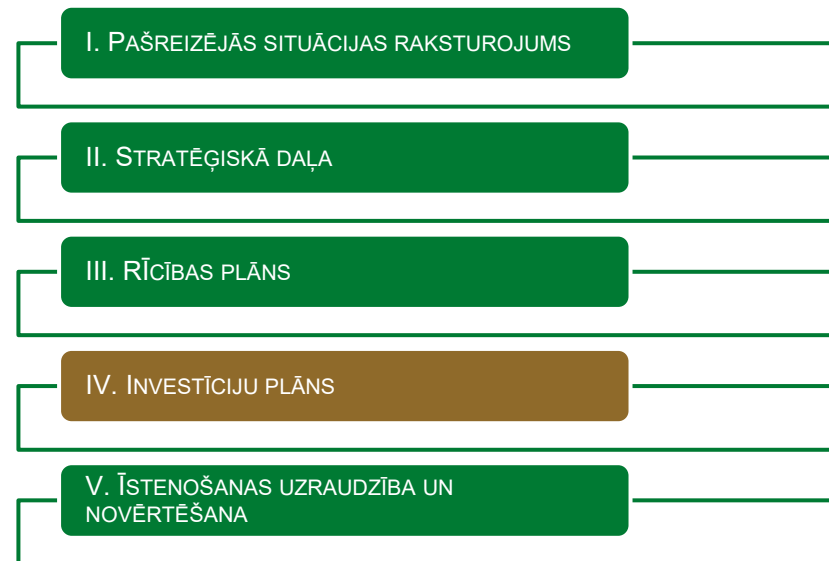 I. PAŠREIZĒJĀS SITUĀCIJAS RAKSTUROJUMS
II. STRATĒĢISKĀ DAĻA
III. RĪCĪBAS PLĀNS
IV. INVESTĪCIJU PLĀNS
V. ĪSTENOŠANAS UZRAUDZĪBA UN
NOVĒRTĒŠANA